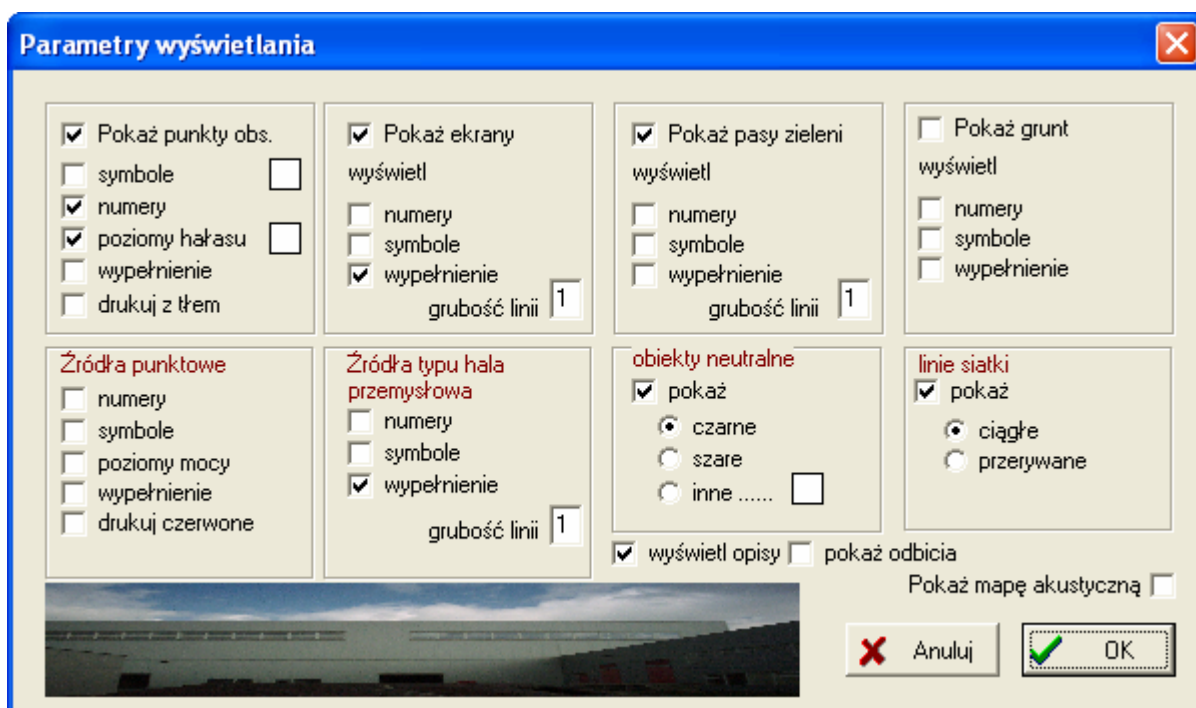 Parametry wyświetlania
Pokaż punkty obs.
symbole
numery
poziomy hałasu
wypełnienie
drukuj z tłem
Pokaż ekrany
wyświetl
numery
symbole
wypełnienie
grubość linii 1
Pokaż pasy zieleni
wyświetl
numery
symbole
wypełnienie
grubość linii 1
Pokaż grunt
wyświetl
numery
symbole
wypełnienie
Źródła punktowe
numery
symbole
poziomy mocy
wypełnienie
drukuj czerwone
Źródła typu hala
przemysłowa
numery
symbole
wypełnienie
grubość linii 1
obiekty neutralne
pokaż
czarne
szare
inne ......
linie siatki
pokaż
ciągłe
przerywane
wyświetl opisy pokaż odbicia
Pokaż mapę akustyczną
Anuluj OK